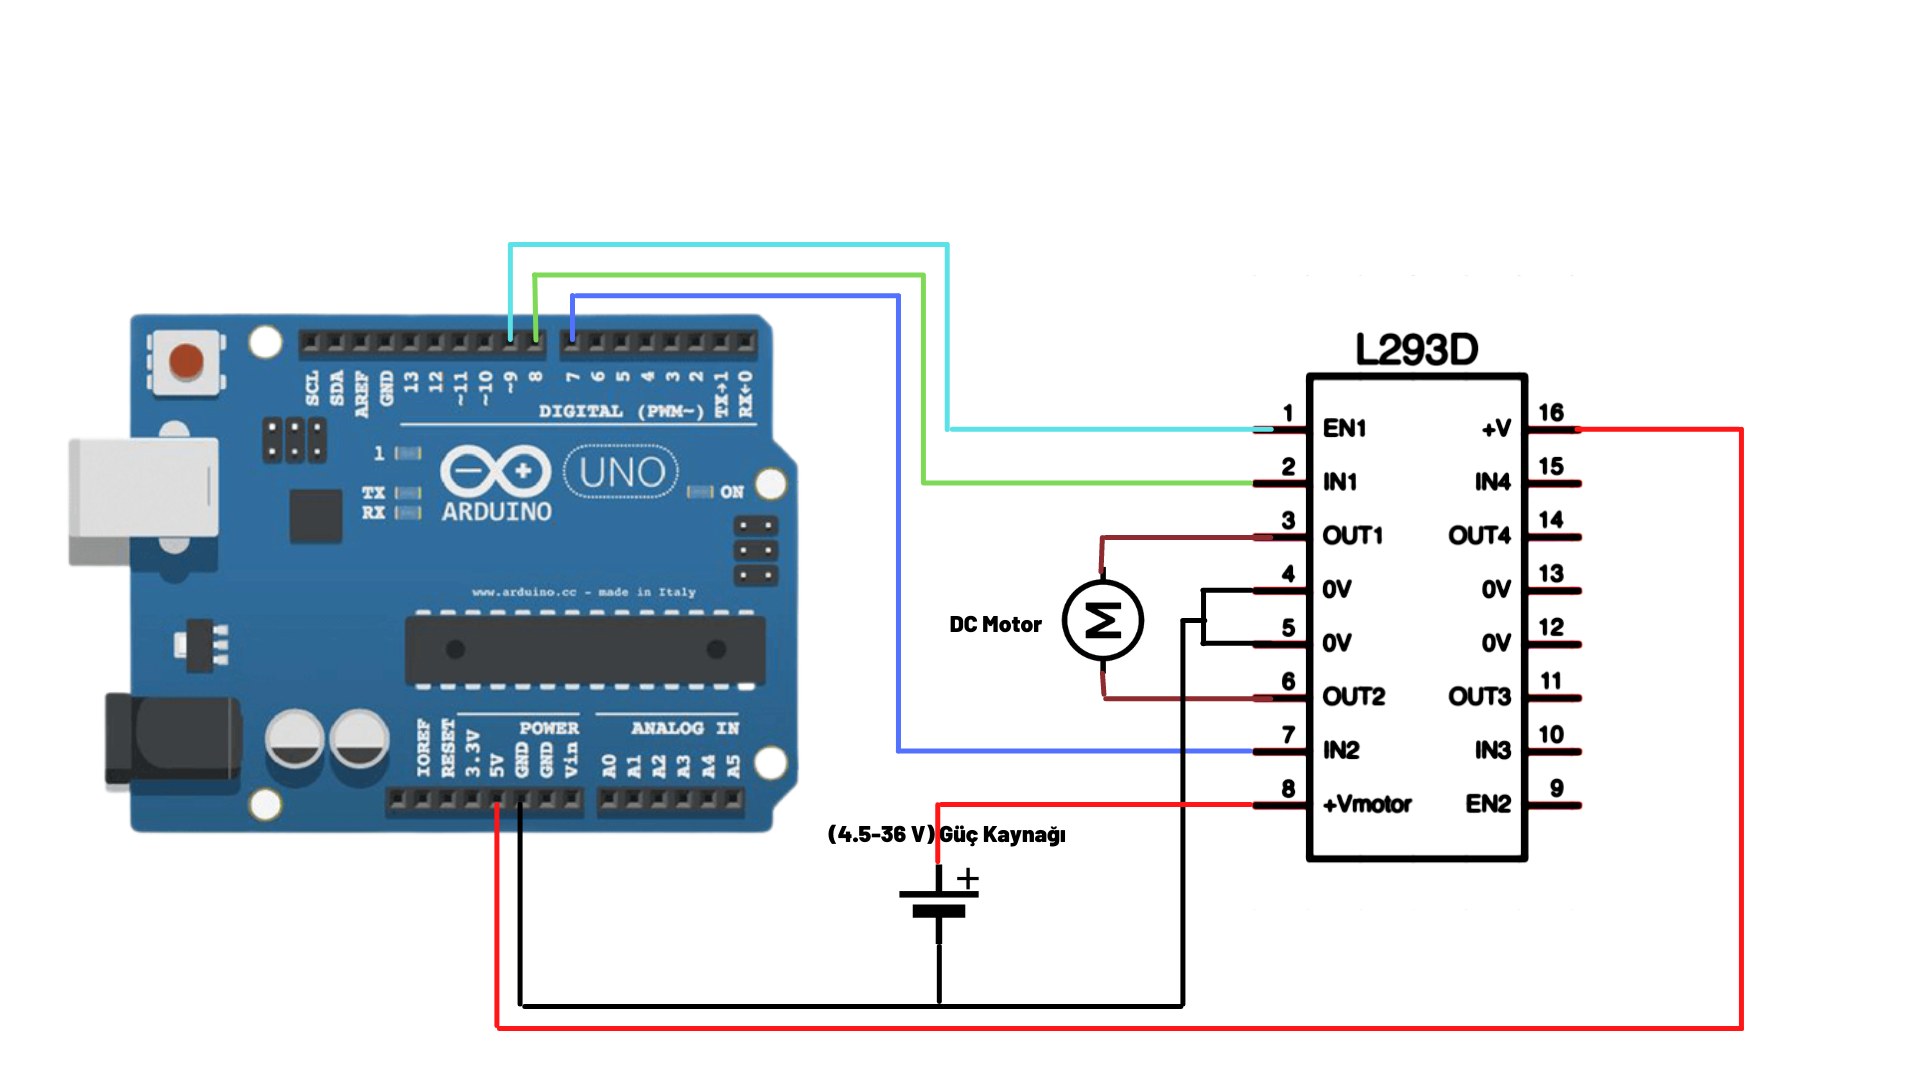 SCL
SDA
AREF
GND
13
12
~11
~10
~9
8
7
6
5
4
3
2
TX→1
RX←0
DIGITAL (PWM~)
1
TX
RX
UNO
ON
ARDUINO
www.arduino.cc - made in Italy
POWER
ANALOG IN
IOREF
RESET
3.3V
5V
GND
GND
Vin
A0
A1
A2
A3
A4
A5
DC Motor
M
(4.5-36 V) Güç Kaynağı
+
L293D
1 EN1 +V 16
2 IN1 IN4 15
3 OUT1 OUT4 14
4 0V 0V 13
5 0V 0V 12
6 OUT2 OUT3 11
7 IN2 IN3 10
8 +Vmotor EN2 9